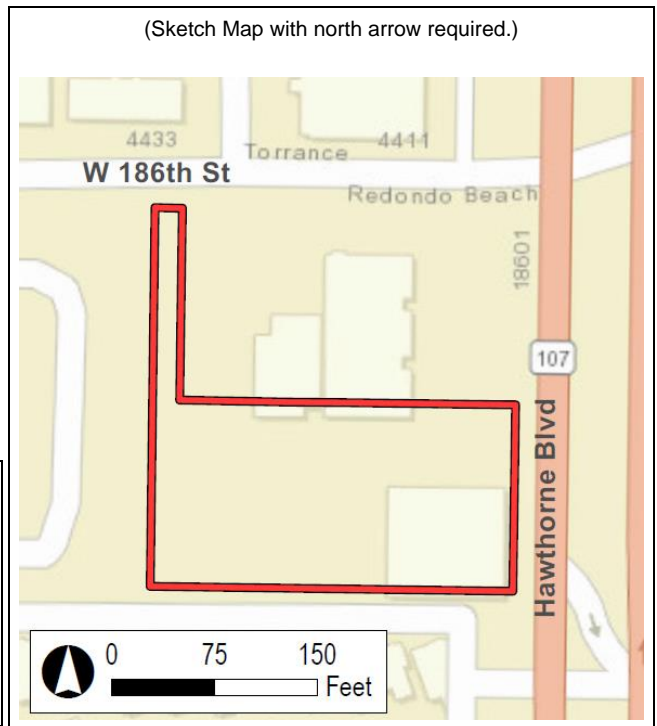 (Sketch Map with north arrow required.)
4433
Torrance
4411
W 186th St
Redondo Beach
18601
107
Hawthorne Blvd
0 75 150
Feet